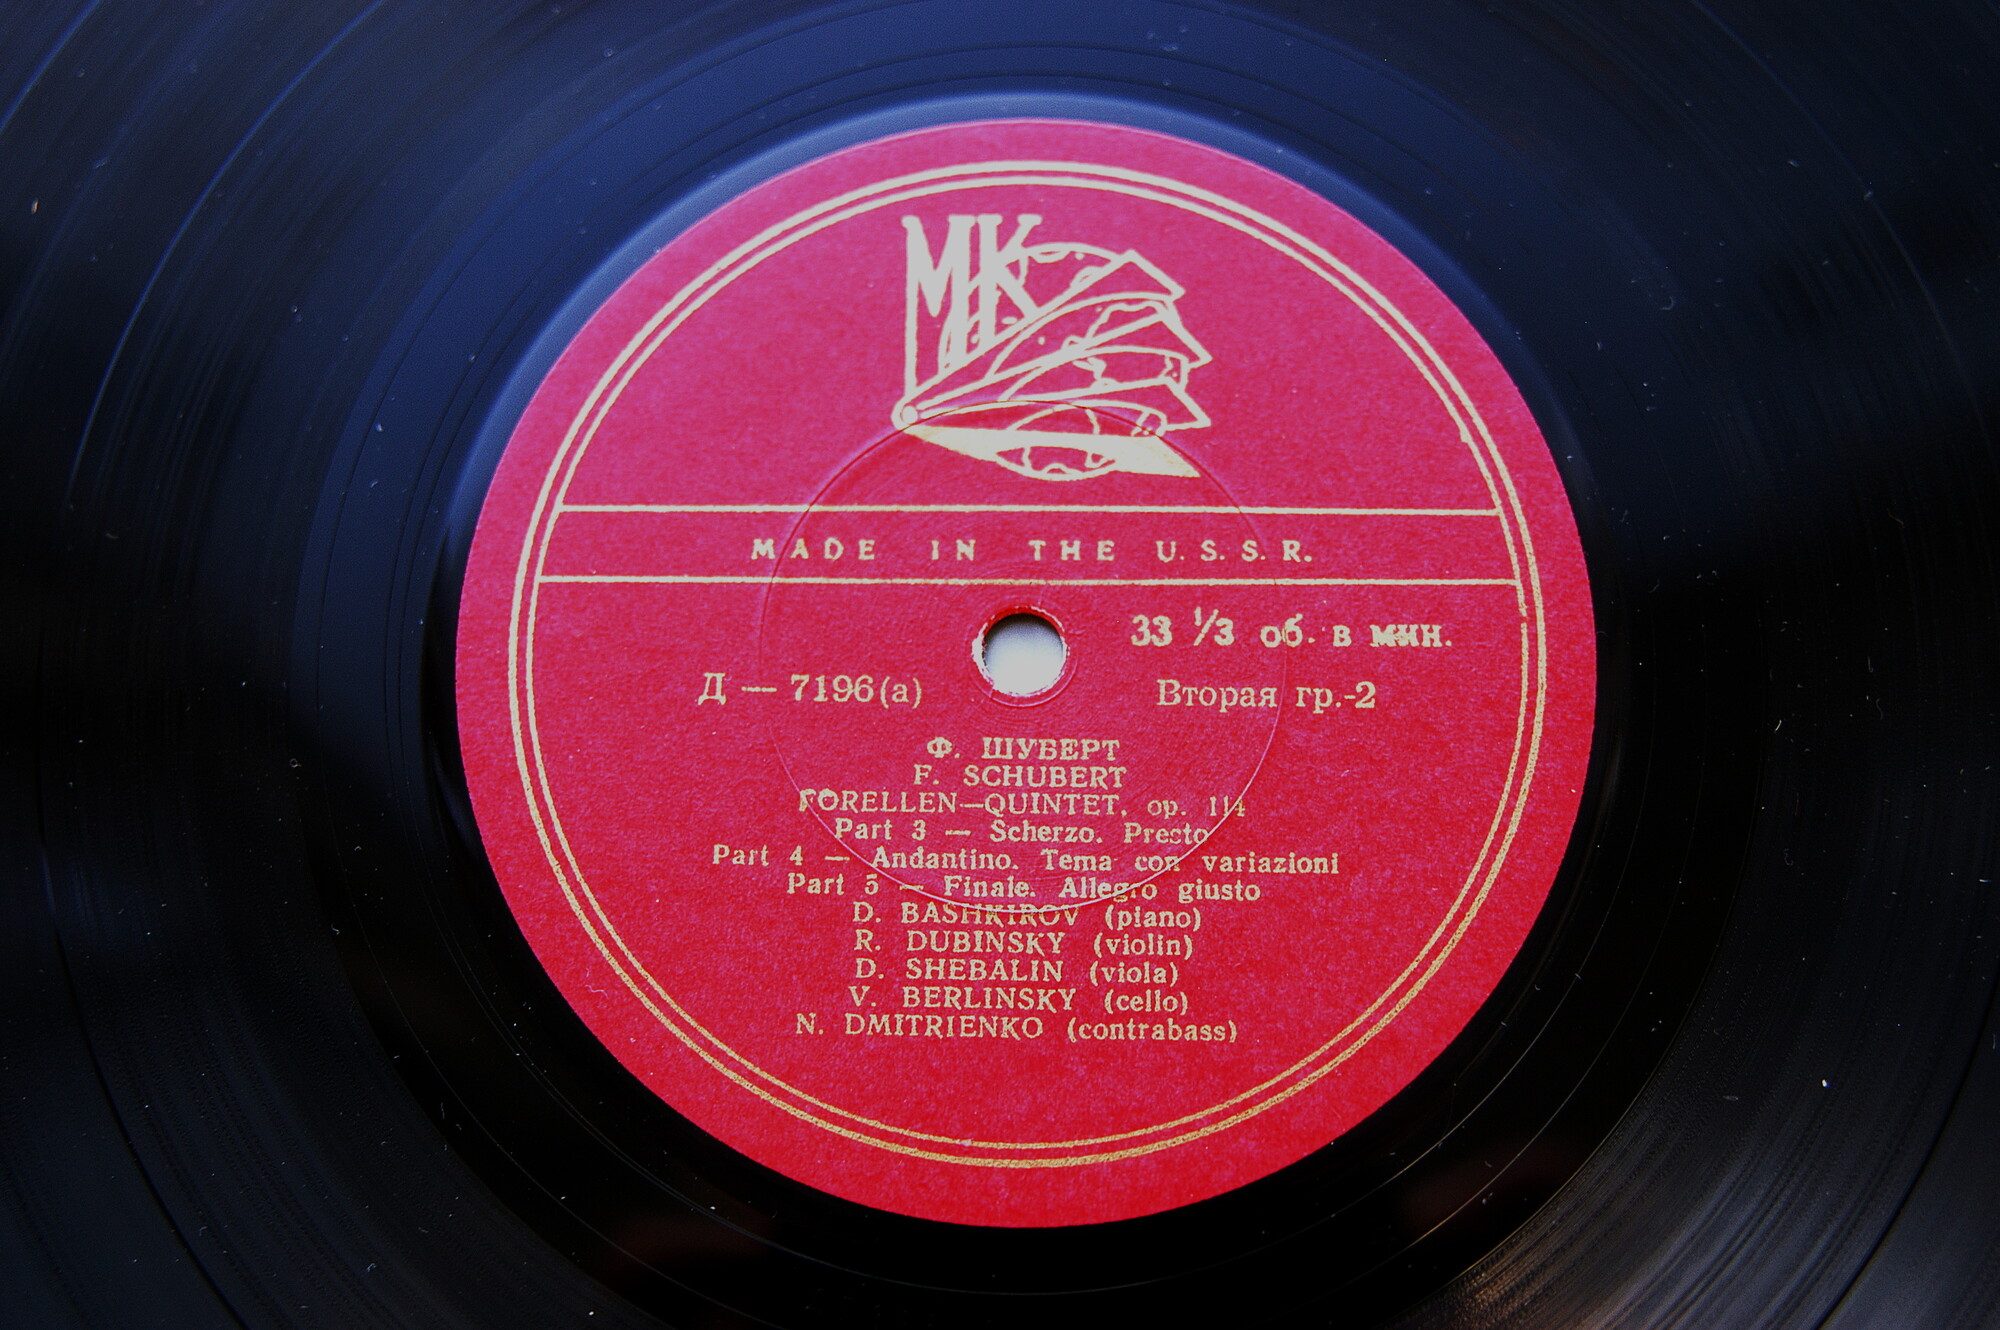 МК
MADE IN THE U.S.S.R.
33 1/3 об. в мин.
Д — 7196(а)
Вторая гр.-2
Ф. ШУБЕРТ
F. SCHUBERT
FORELLEN—QUINTET, op. 114
Part 3 — Scherzo. Presto
Part 4 — Andantino. Tema con variazioni
Part 5 — Finale. Allegro giusto
D. BASHKIROV (piano)
R. DUBINSKY (violin)
D. SHEBALIN (viola)
V. BERLINSKY (cello)
N. DMITRIENKO (contrabass)